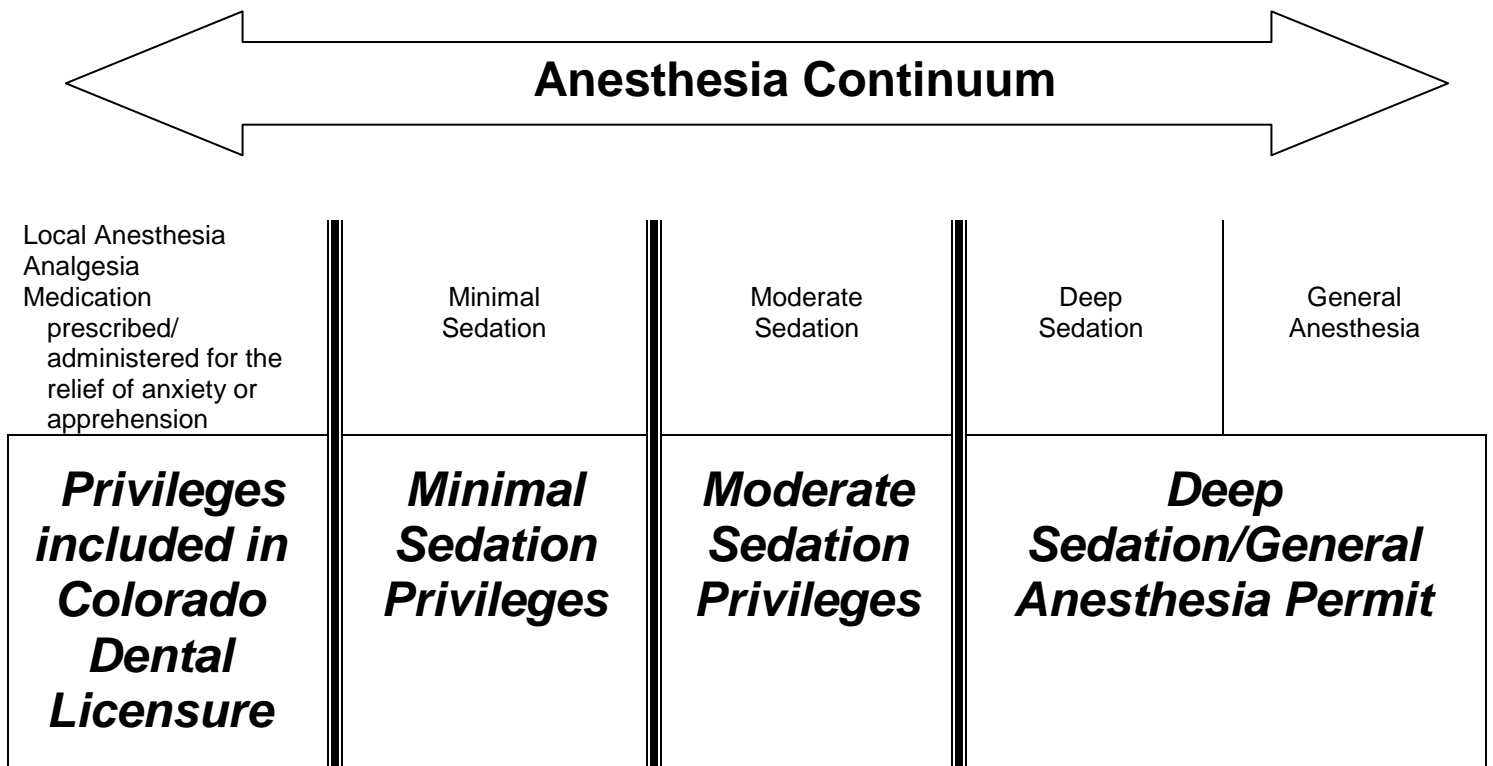 Anesthesia Continuum
Local Anesthesia
Analgesia
Medication
prescribed/
administered for the
relief of anxiety or
apprehension
Minimal
Sedation
Moderate
Sedation
Deep
Sedation
General
Anesthesia
Privileges
included in
Colorado
Dental
Licensure
Minimal
Sedation
Privileges
Moderate
Sedation
Privileges
Deep
Sedation/General
Anesthesia Permit